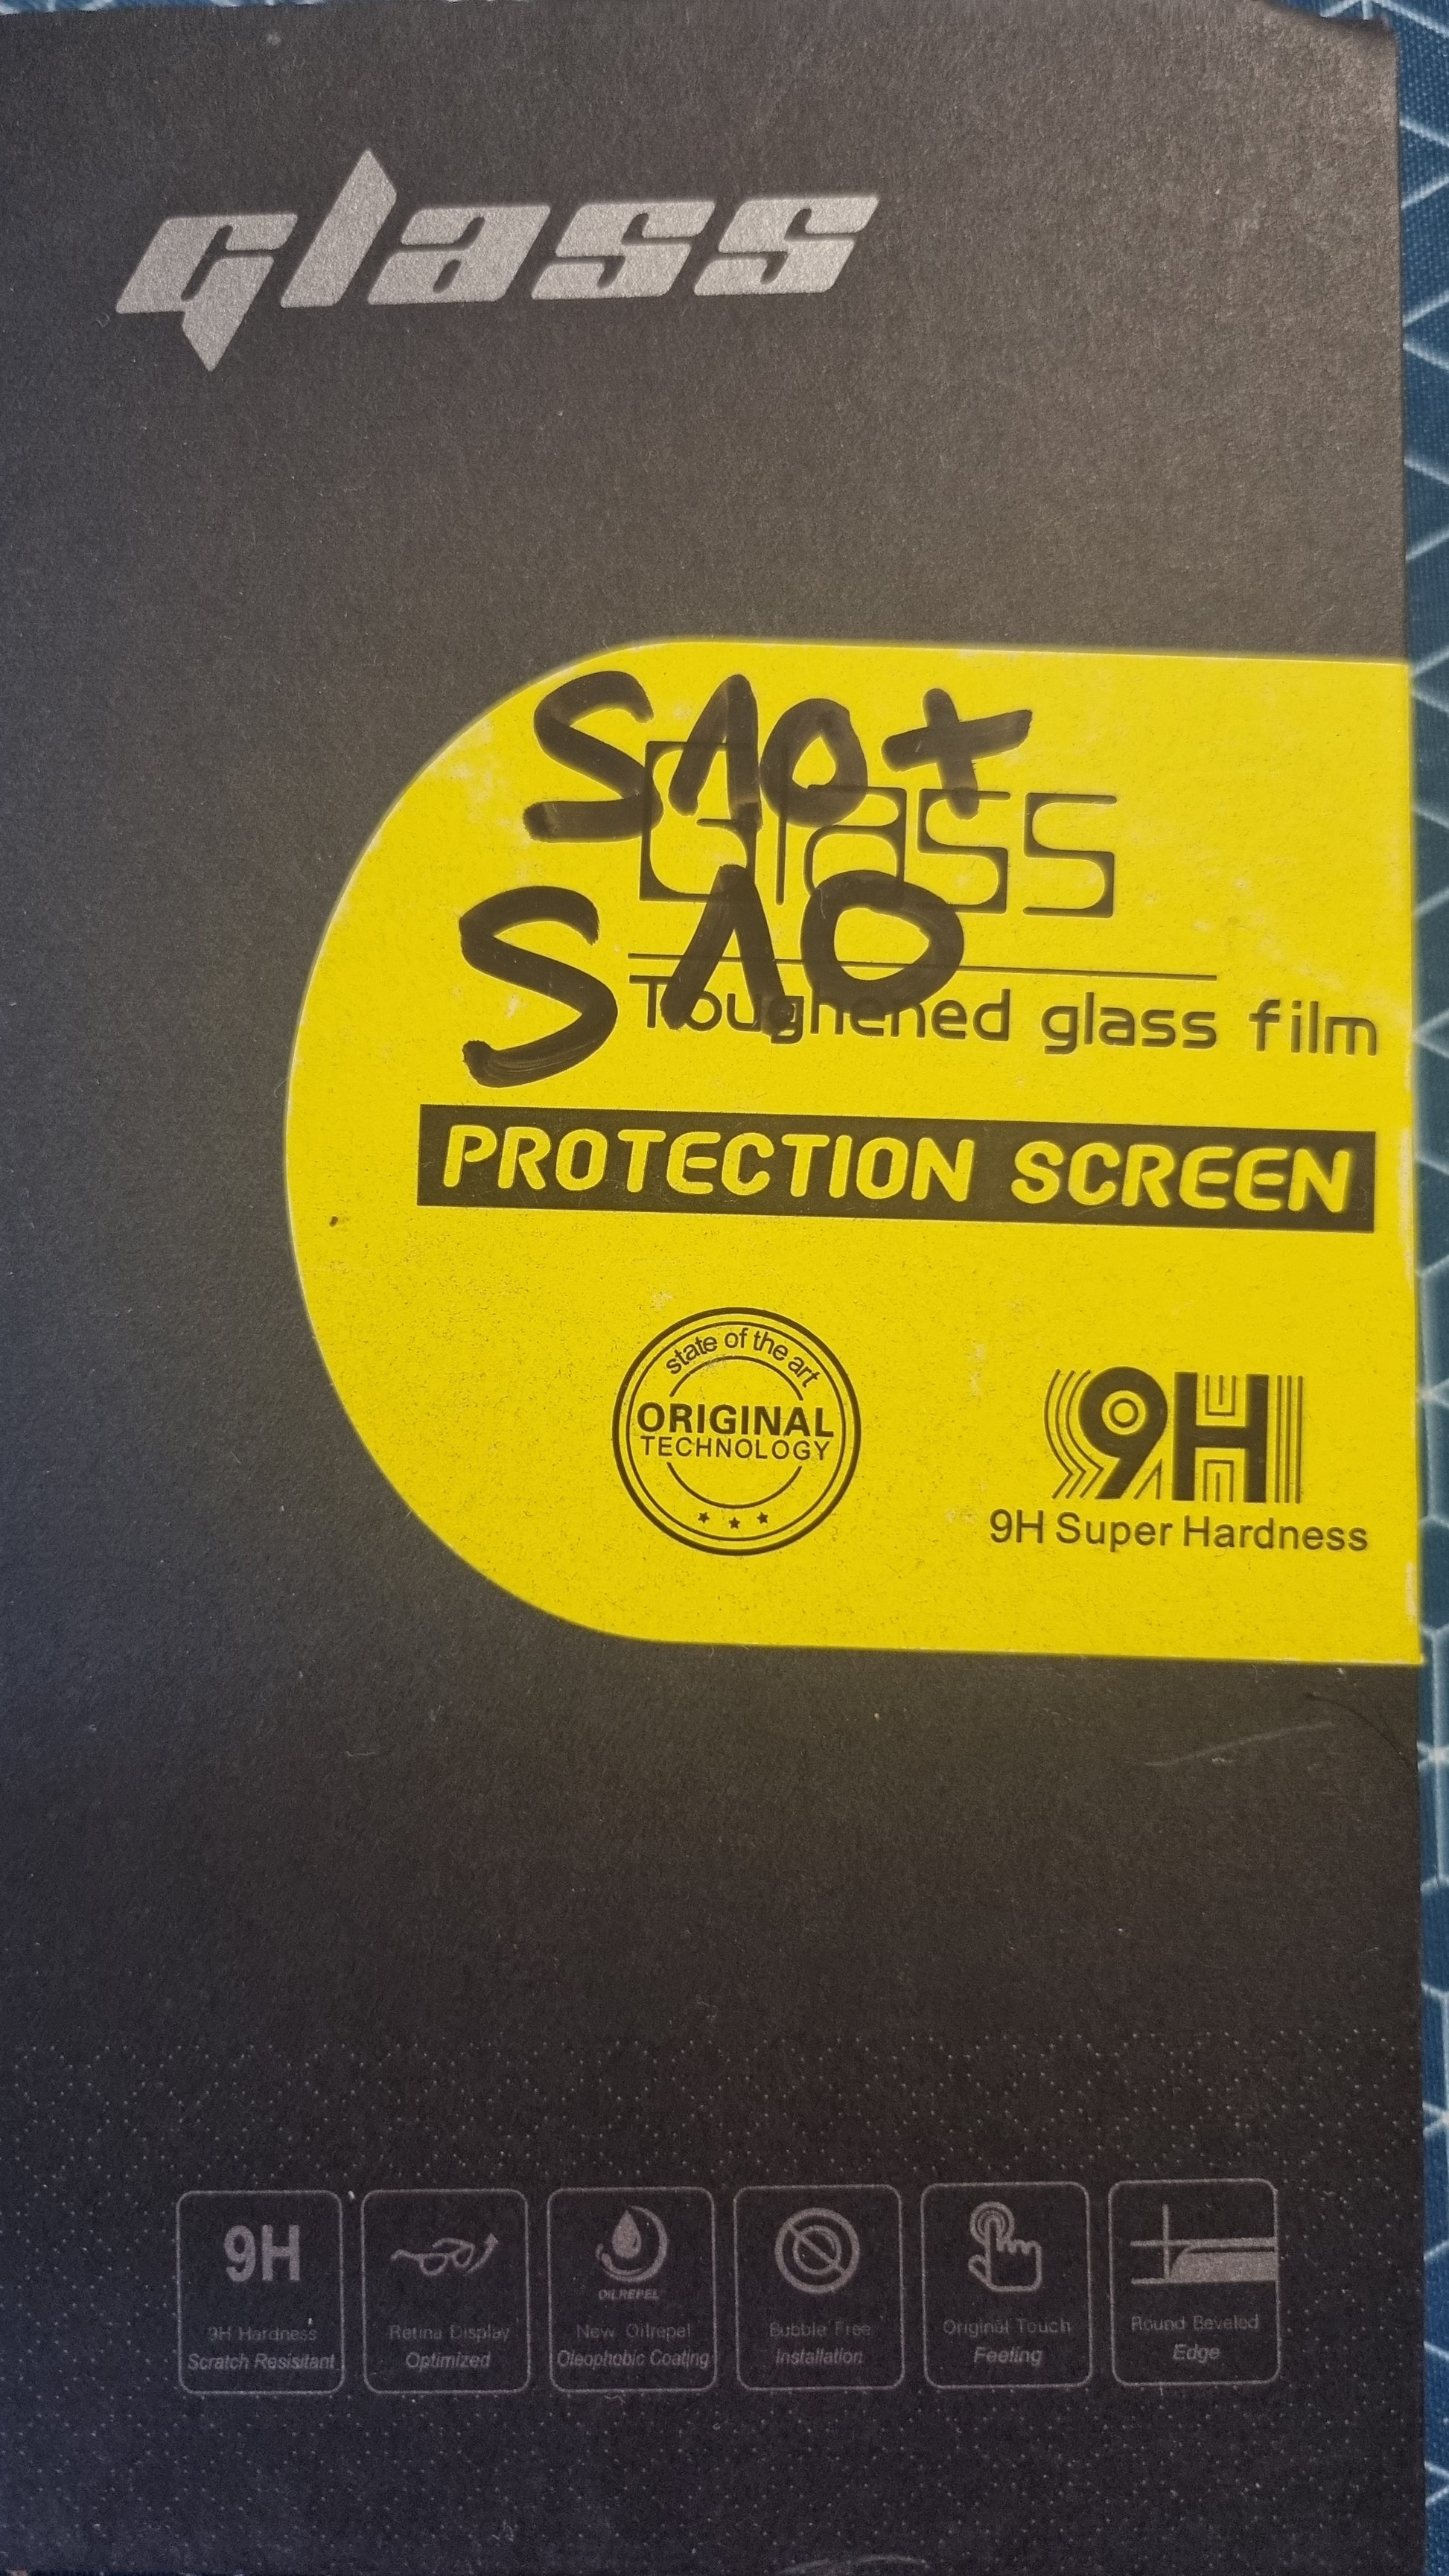 glass
S10+
Glass
S10
Toughened glass film
PROTECTION SCREEN
state of the art
ORIGINAL
TECHNOLOGY
9H
9H Super Hardness
9H
9H Hardness
Scratch Resisitant
Retina Display
Optimized
OILREPEL
New Oilrepel
Oleophobic Coating
Bubble Free
Installation
Original Touch
Feeling
Round Beveled
Edge